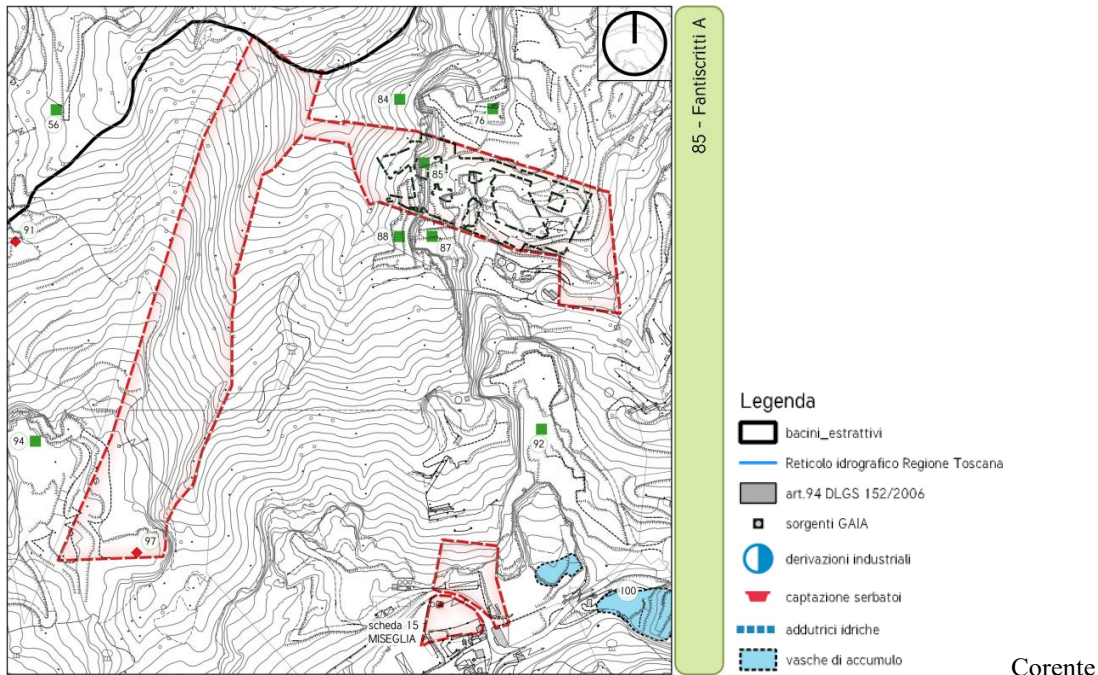 84
56
76
85
91
88
87
94
92
97
100
scheda 15
MISEGLIA
85 - Fantiscritti A
Legenda
bacini_estrattivi
Reticolo idrografico Regione Toscana
art.94 DLGS 152/2006
sorgenti GAIA
derivazioni industriali
captazione serbatoi
addutrici idriche
vasche di accumulo
Corente